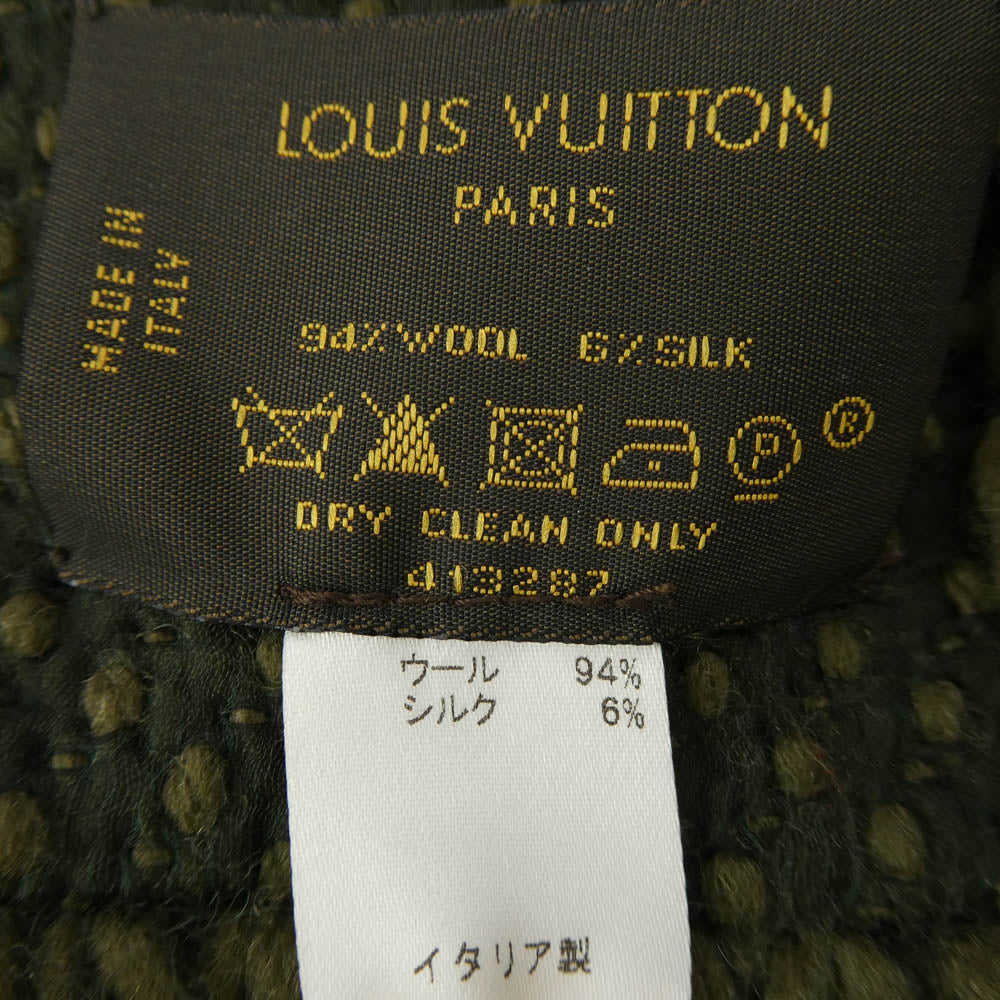 LOUIS VUITTON
PARIS
MADE IN
ITALY
94% WOOL 6% SILK
P ®
DRY CLEAN ONLY
413287
ウール 94%
シルク 6%
イタリア製